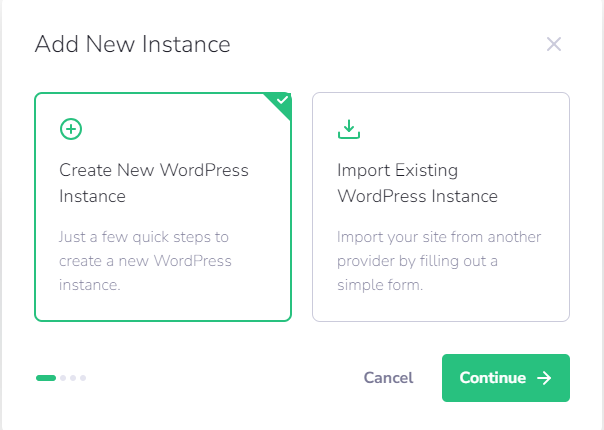 Add New Instance
Create New WordPress
Instance
Just a few quick steps to
create a new WordPress
instance.
Import Existing
WordPress Instance
Import your site from another
provider by filling out a
simple form.
Cancel
Continue